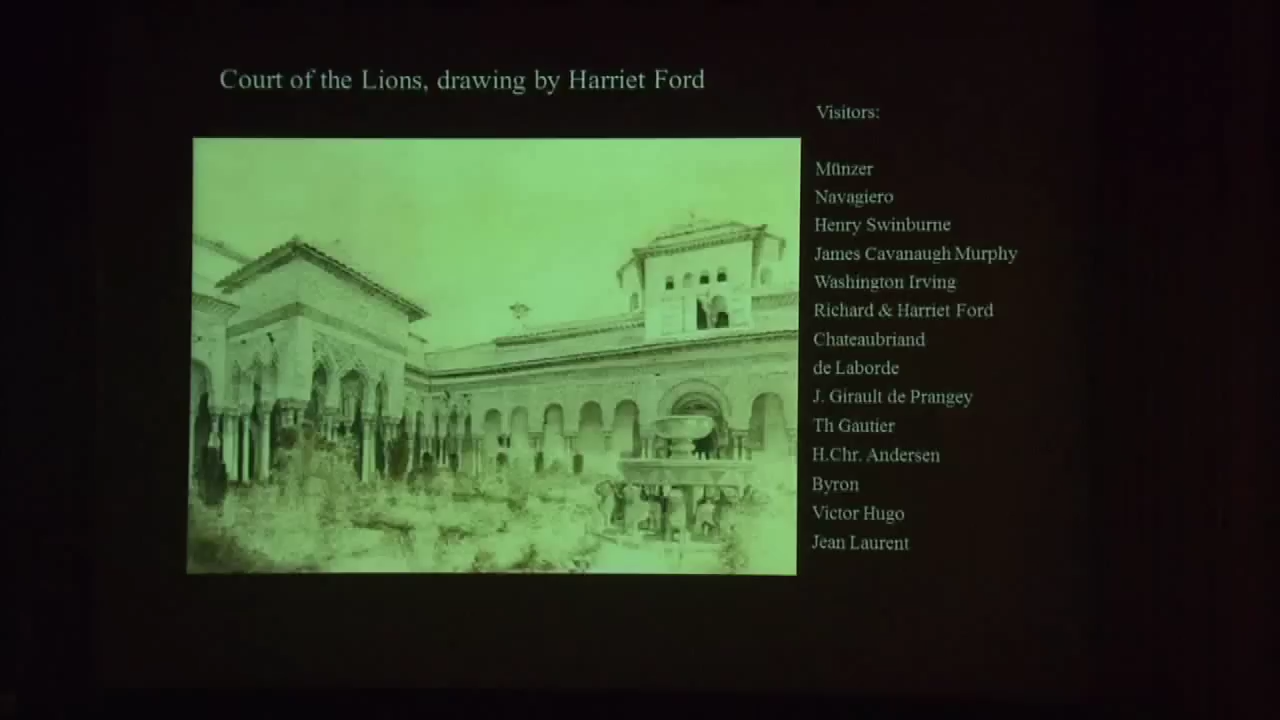 Court of the Lions, drawing by Harriet Ford
Visitors:
Münzer
Navagiero
Henry Swinburne
James Cavanaugh Murphy
Washington Irving
Richard & Harriet Ford
Chateaubriand
de Laborde
J. Girault de Prangey
Th Gautier
H.Chr. Andersen
Byron
Victor Hugo
Jean Laurent